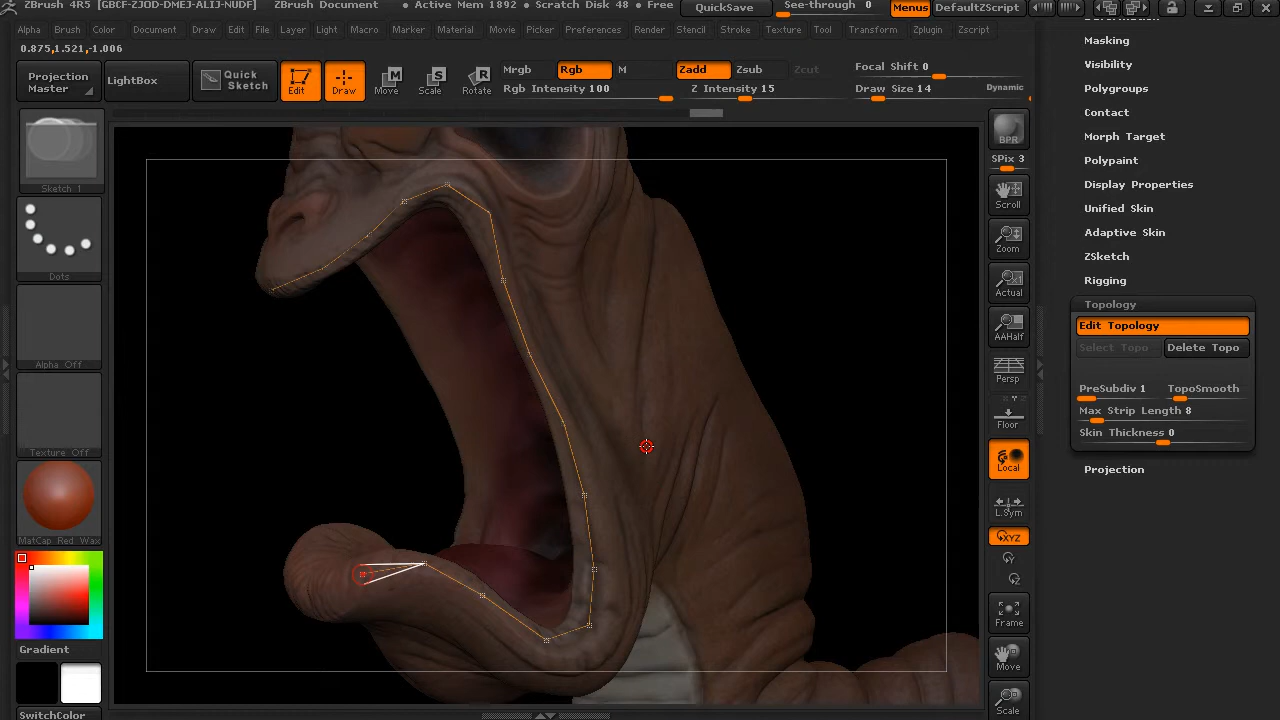 ZBrush 4R5 [GBCF-ZJOD-DMEJ-ALIJ-NUDF] ZBrush Document • Active Mem 1892 • Scratch Disk 48 • Free QuickSave See-through 0 Menus DefaultZScript
Alpha Brush Color Document Draw Edit File Layer Light Macro Marker Material Movie Picker Preferences Render Stencil Stroke Texture Tool Transform Zplugin Zscript
0.875,1.521,-1.006
Projection Master
LightBox
Quick Sketch
Edit
Draw
Move
Scale
Rotate
Mrgb Rgb M Zadd Zsub Zcut Focal Shift 0
Rgb Intensity 100 Z Intensity 15 Draw Size 14 Dynamic
Sketch 1
Dots
Alpha Off
Texture Off
MatCap Red Wax
Gradient
SwitchColor
BPR
SPix 3
Scroll
Zoom
Actual
AAHalf
Persp
Floor
Local
L.Sym
XYZ
Y
Z
Frame
Move
Scale
Deformation
Masking
Visibility
Polygroups
Contact
Morph Target
Polypaint
Display Properties
Unified Skin
Adaptive Skin
ZSketch
Rigging
Topology
Edit Topology
Select Topo Delete Topo
PreSubdiv 1 TopoSmooth
Max Strip Length 8
Skin Thickness 0
Projection